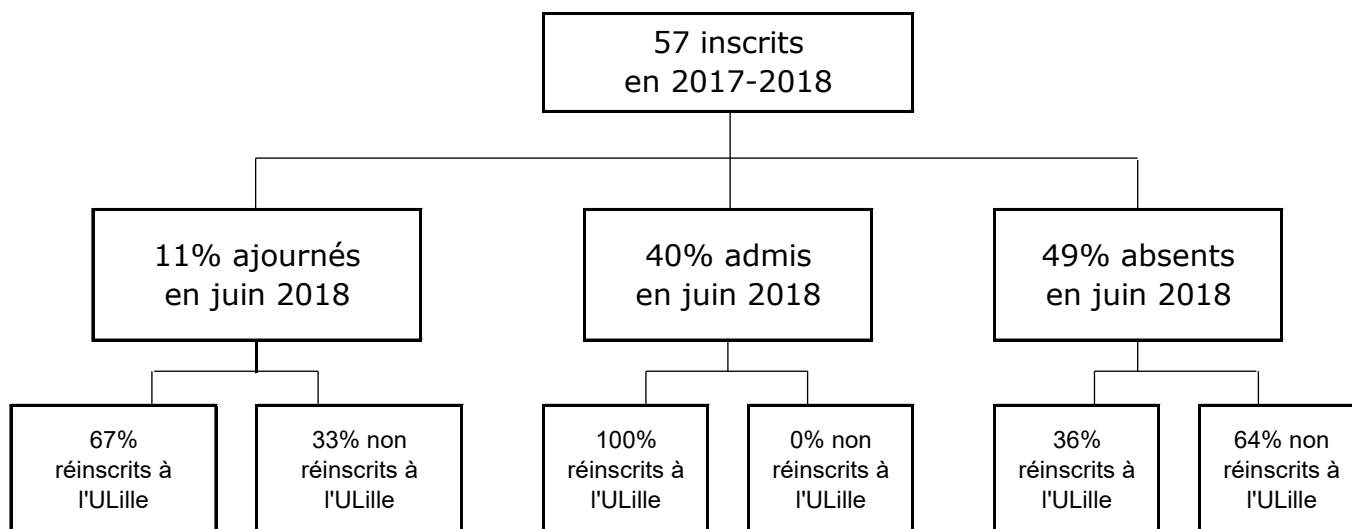 57 inscrits
en 2017-2018
11% ajournés
en juin 2018
40% admis
en juin 2018
49% absents
en juin 2018
67%
réinscrits à
l'ULille
33% non
réinscrits à
l'ULille
100%
réinscrits à
l'ULille
0% non
réinscrits à
l'ULille
36%
réinscrits à
l'ULille
64% non
réinscrits à
l'ULille